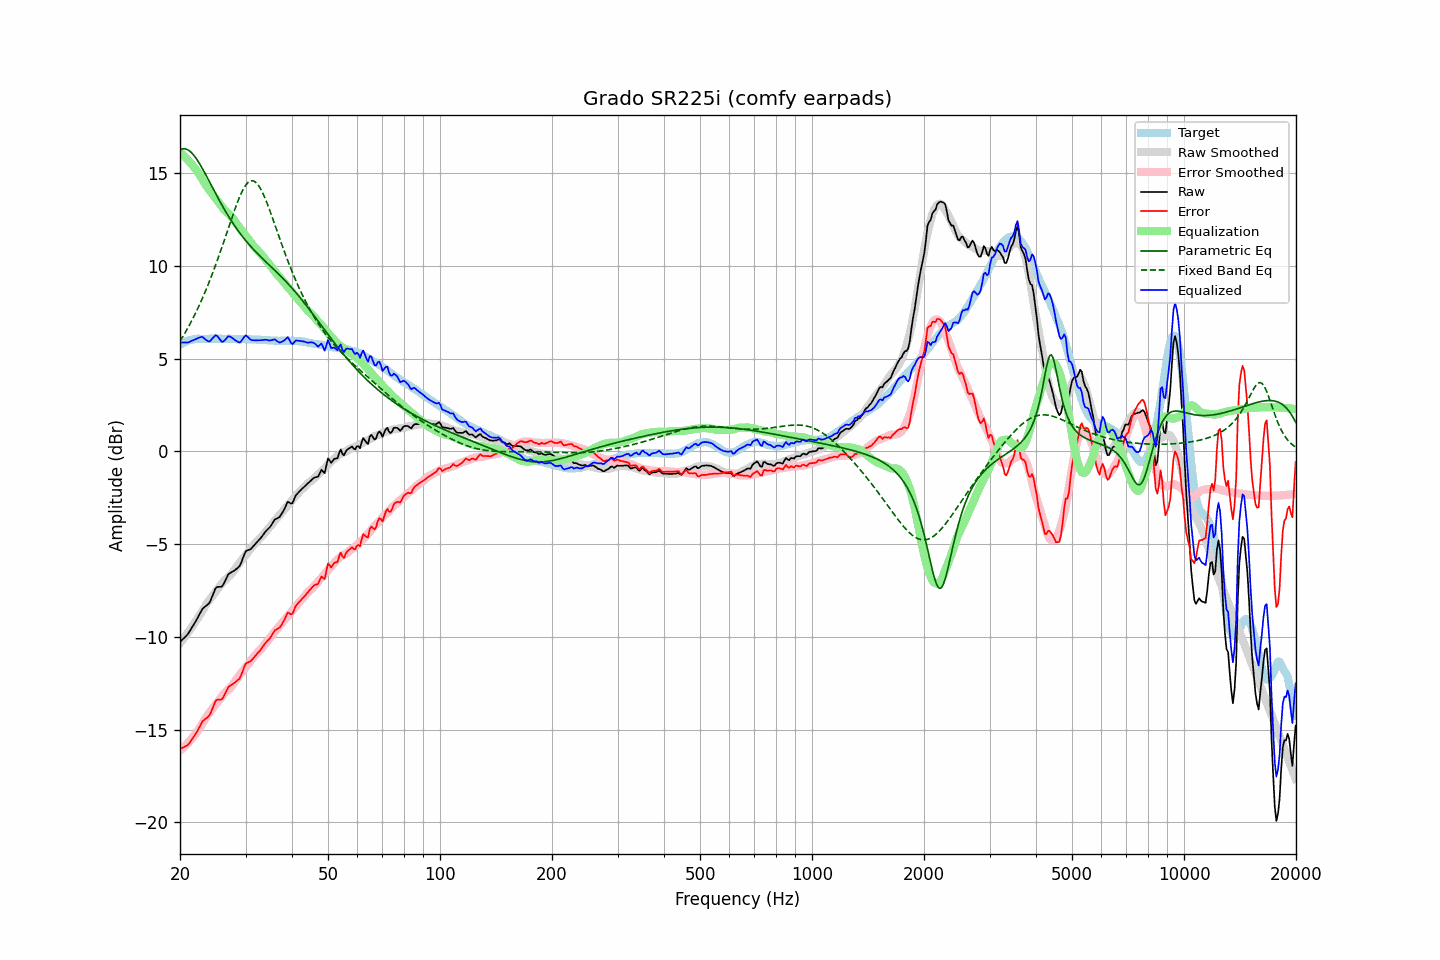 Grado SR225i (comfy earpads)
Target
Raw Smoothed
Error Smoothed
Raw
Error
Equalization
Parametric Eq
Fixed Band Eq
Equalized
Amplitude (dBr)
15
10
5
0
−5
−10
−15
−20
20
50
100
200
500
1000
2000
5000
10000
20000
Frequency (Hz)